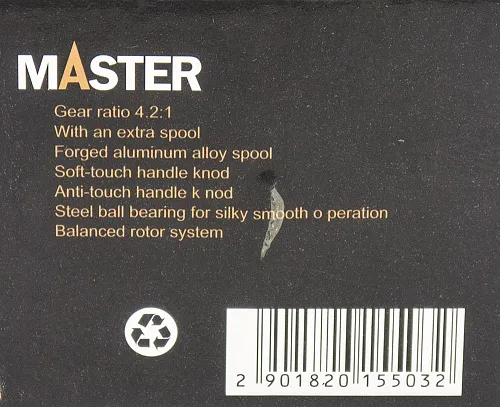 MASTER
Gear ratio 4.2:1
With an extra spool
Forged aluminum alloy spool
Soft-touch handle knod
Anti-touch handle k nod
Steel ball bearing for silky smooth o peration
Balanced rotor system
2 901820 155032